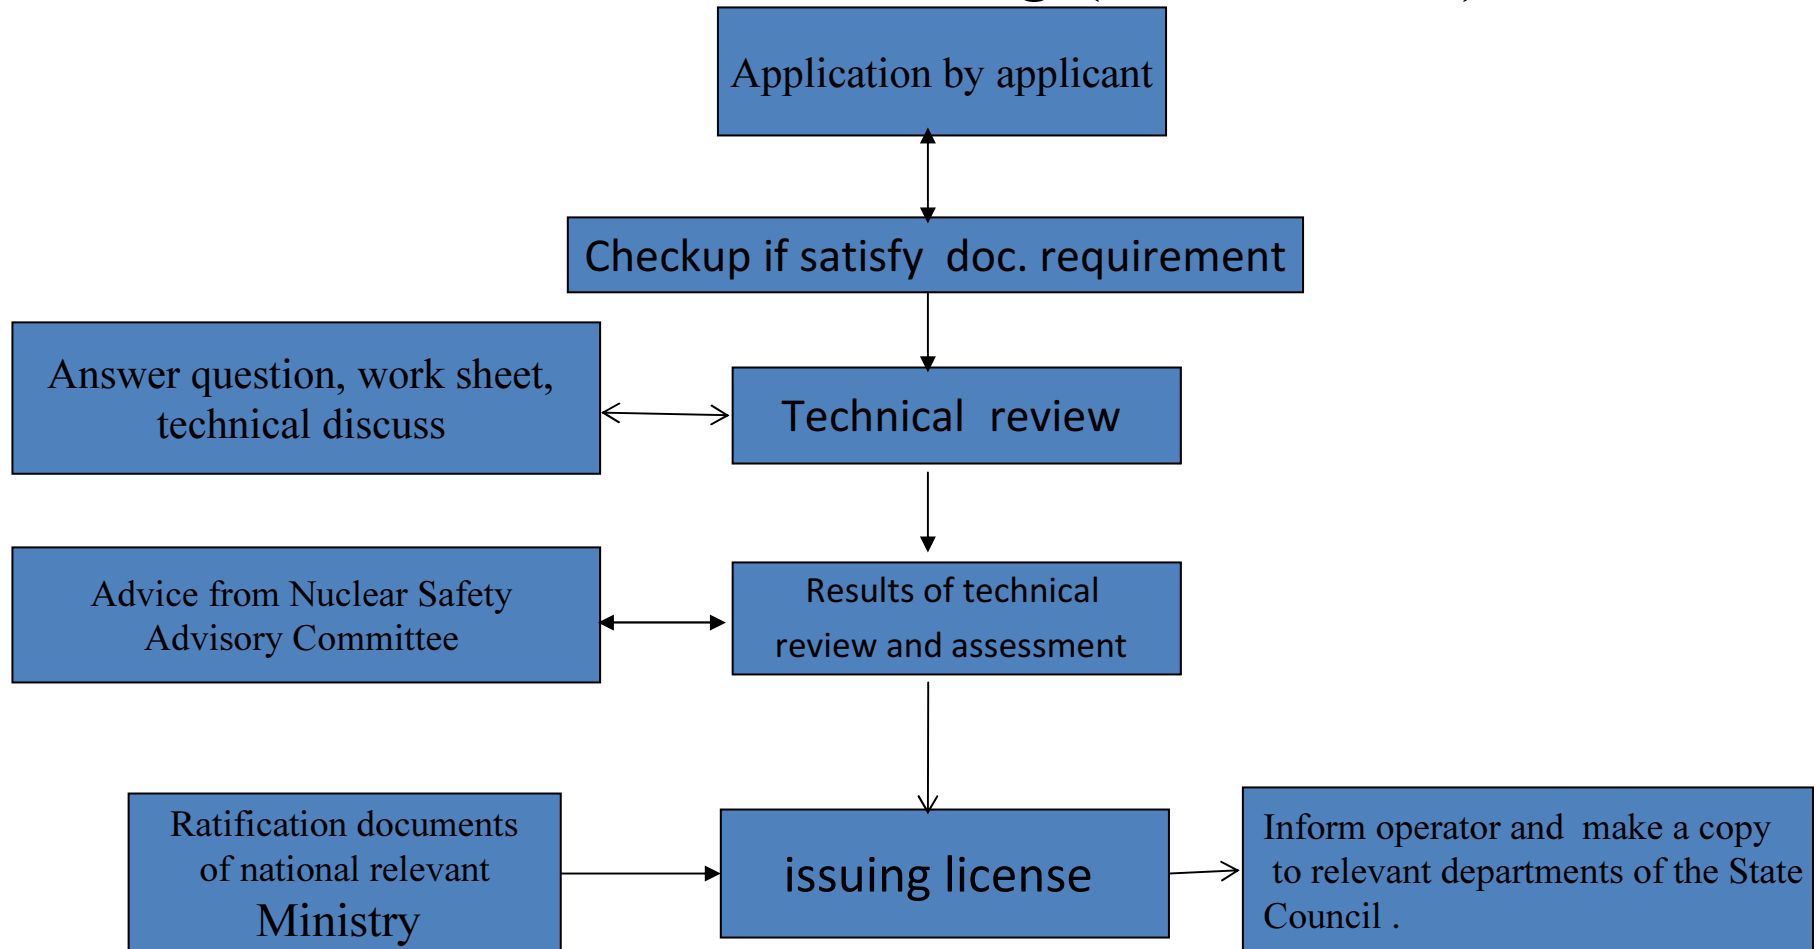 Application by applicant
Checkup if satisfy doc. requirement
Answer question, work sheet,
technical discuss
Technical review
Advice from Nuclear Safety
Advisory Committee
Results of technical
review and assessment
Ratification documents
of national relevant
Ministry
issuing license
Inform operator and make a copy
to relevant departments of the State
Council .